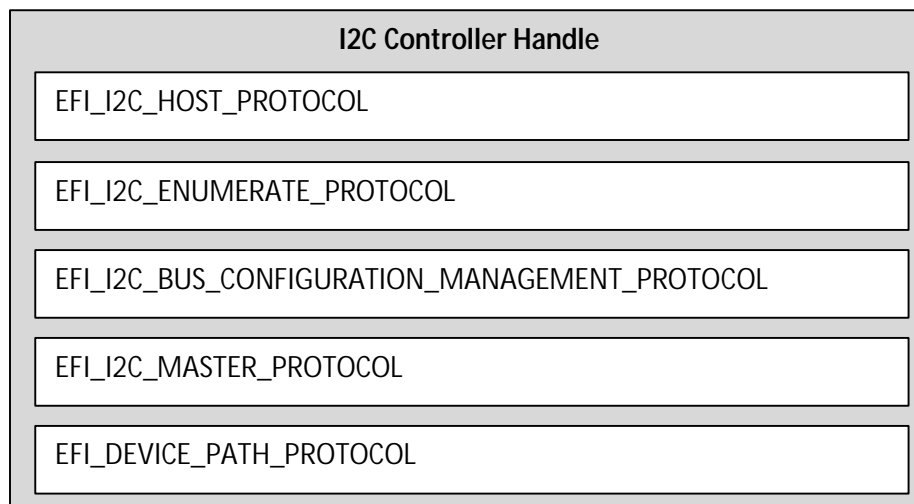 I2C Controller Handle
EFI_I2C_HOST_PROTOCOL
EFI_I2C_ENUMERATE_PROTOCOL
EFI_I2C_BUS_CONFIGURATION_MANAGEMENT_PROTOCOL
EFI_I2C_MASTER_PROTOCOL
EFI_DEVICE_PATH_PROTOCOL